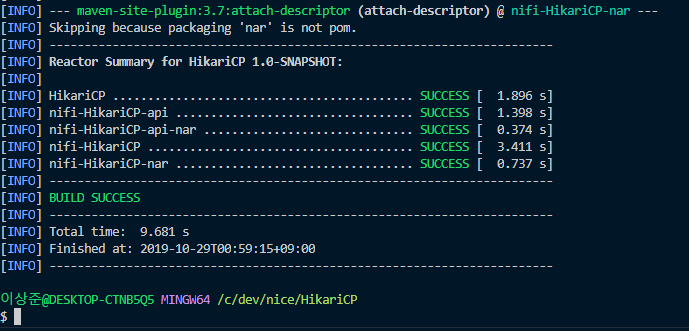 [INFO] --- maven-site-plugin:3.7:attach-descriptor (attach-descriptor) @ nifi-HikariCP-nar ---
[INFO] Skipping because packaging 'nar' is not pom.
[INFO] ------------------------------------------------------------------------
[INFO] Reactor Summary for HikariCP 1.0-SNAPSHOT:
[INFO]
[INFO] HikariCP ........................................... SUCCESS [  1.896 s]
[INFO] nifi-HikariCP-api .................................. SUCCESS [  1.398 s]
[INFO] nifi-HikariCP-api-nar .............................. SUCCESS [  0.374 s]
[INFO] nifi-HikariCP ...................................... SUCCESS [  3.411 s]
[INFO] nifi-HikariCP-nar .................................. SUCCESS [  0.737 s]
[INFO] ------------------------------------------------------------------------
[INFO] BUILD SUCCESS
[INFO] ------------------------------------------------------------------------
[INFO] Total time:  9.681 s
[INFO] Finished at: 2019-10-29T00:59:15+09:00
[INFO] ------------------------------------------------------------------------
이상준@DESKTOP-CTNB5Q5 MINGW64 /c/dev/nice/HikariCP
$